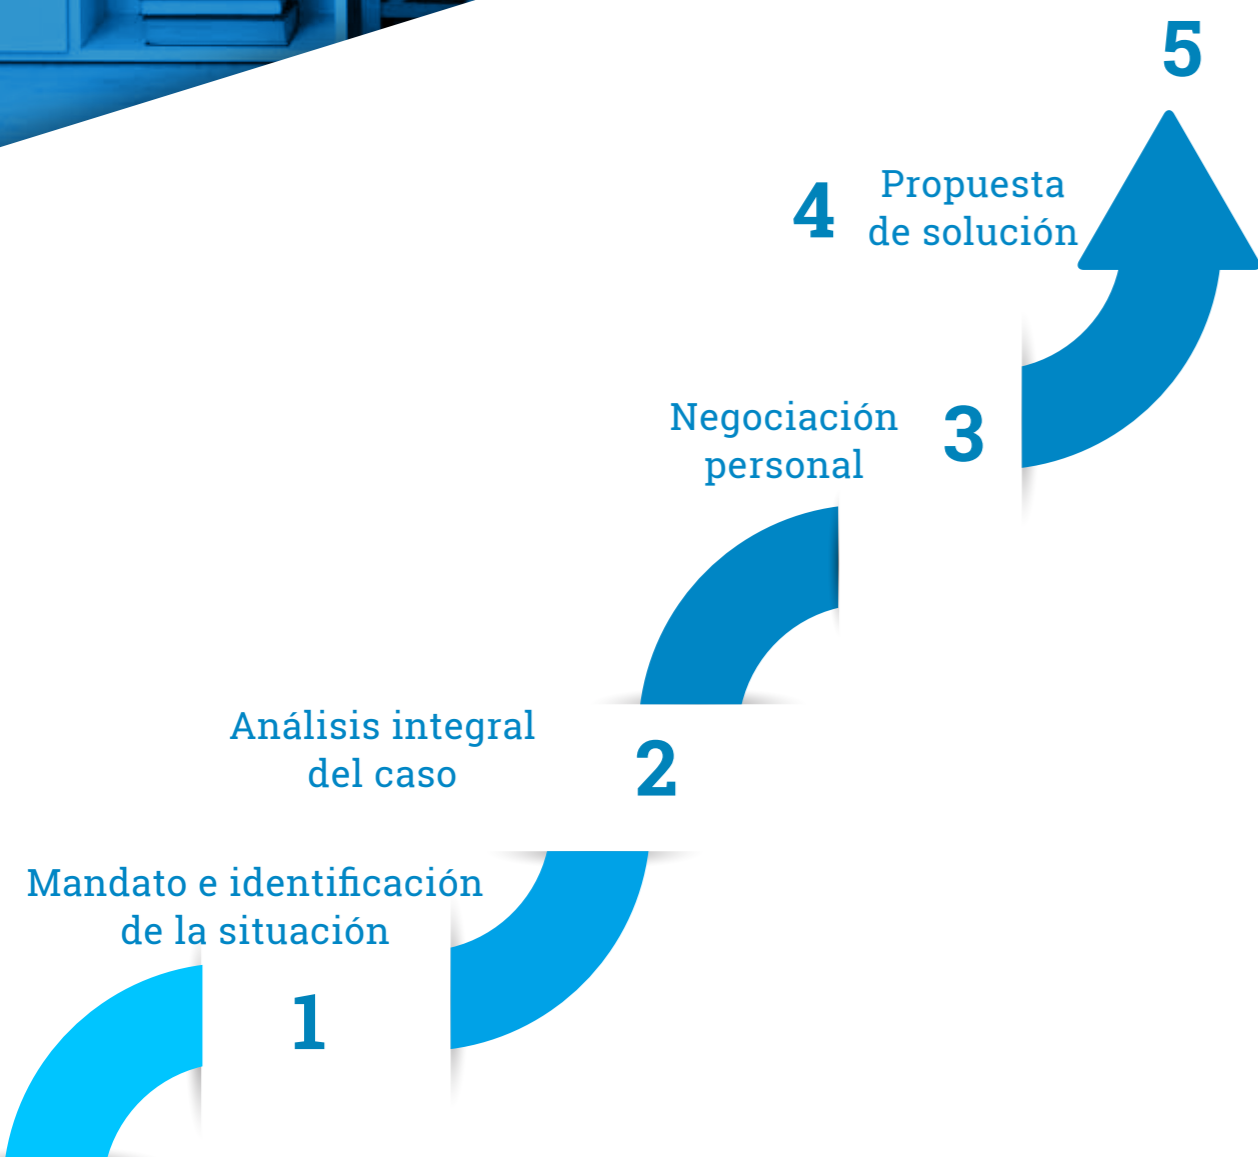 5
4
Propuesta
de solución
Negociación
personal
3
Análisis integral
del caso
2
Mandato e identificación
de la situación
1